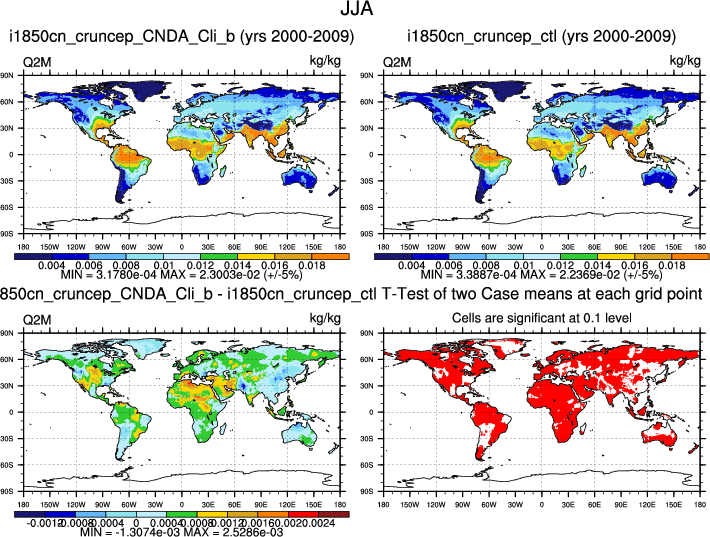 JJA
i1850cn_cruncep_CNDA_Cli_b (yrs 2000-2009)
i1850cn_cruncep_ctl (yrs 2000-2009)
Q2M kg/kg
Q2M kg/kg
90N
60N
30N
0
30S
60S
90S
180 150W 120W 90W 60W 30W 0 30E 60E 90E 120E 150E 180
0.004 0.006 0.008 0.01 0.012 0.014 0.016 0.018
MIN = 3.1780e-04 MAX = 2.3003e-02 (+/-5%)
90N
60N
30N
0
30S
60S
90S
180 150W 120W 90W 60W 30W 0 30E 60E 90E 120E 150E 180
0.004 0.006 0.008 0.01 0.012 0.014 0.016 0.018
MIN = 3.3887e-04 MAX = 2.2369e-02 (+/-5%)
850cn_cruncep_CNDA_Cli_b - i1850cn_cruncep_ctl T-Test of two Case means at each grid point
Q2M kg/kg
Cells are significant at 0.1 level
90N
60N
30N
0
30S
60S
90S
180 150W 120W 90W 60W 30W 0 30E 60E 90E 120E 150E 180
-0.0012 -0.0008 -0.0004 0 0.0004 0.0008 0.0012 0.0016 0.0020 0.0024
MIN = -1.3074e-03 MAX = 2.5286e-03
90N
60N
30N
0
30S
60S
90S
180 150W 120W 90W 60W 30W 0 30E 60E 90E 120E 150E 180